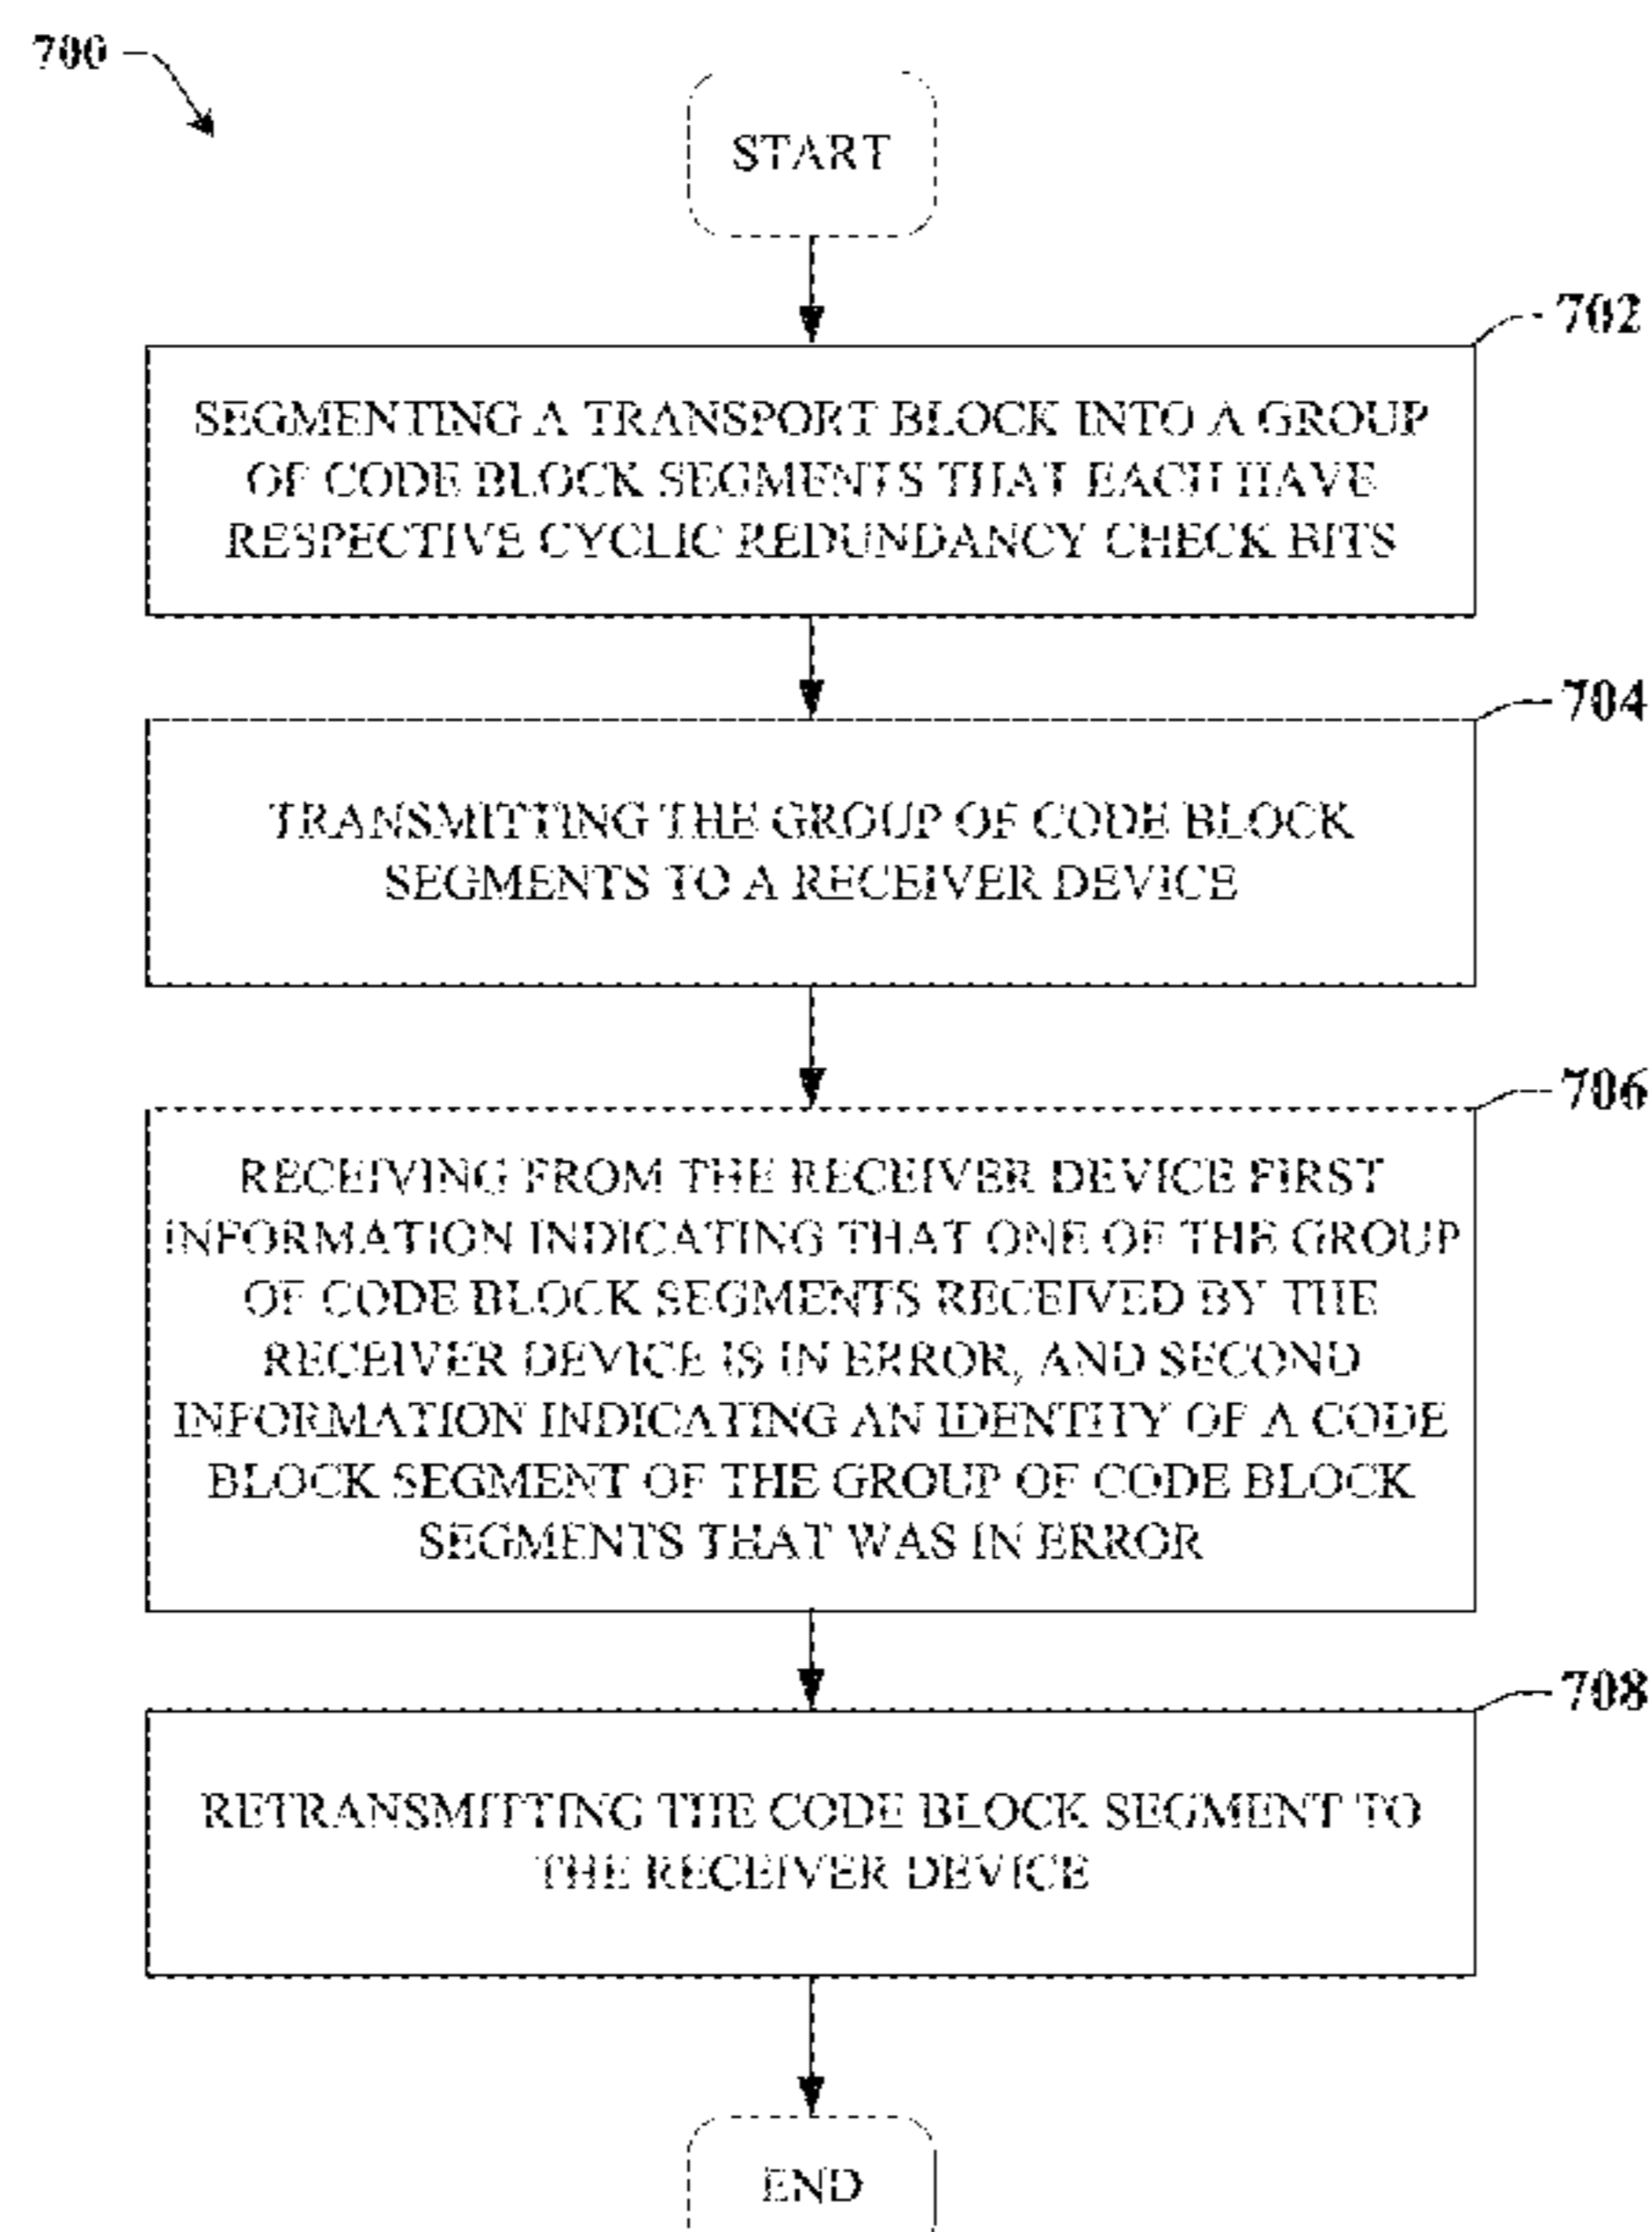 700
START
702
SEGMENTING A TRANSPORT BLOCK INTO A GROUP
OF CODE BLOCK SEGMENTS THAT EACH HAVE
RESPECTIVE CYCLIC REDUNDANCY CHECK BITS
704
TRANSMITTING THE GROUP OF CODE BLOCK
SEGMENTS TO A RECEIVER DEVICE
706
RECEIVING FROM THE RECEIVER DEVICE FIRST
INFORMATION INDICATING THAT ONE OF THE GROUP
OF CODE BLOCK SEGMENTS RECEIVED BY THE
RECEIVER DEVICE IS IN ERROR, AND SECOND
INFORMATION INDICATING AN IDENTITY OF A CODE
BLOCK SEGMENT OF THE GROUP OF CODE BLOCK
SEGMENTS THAT WAS IN ERROR
708
RETRANSMITTING THE CODE BLOCK SEGMENT TO
THE RECEIVER DEVICE
END